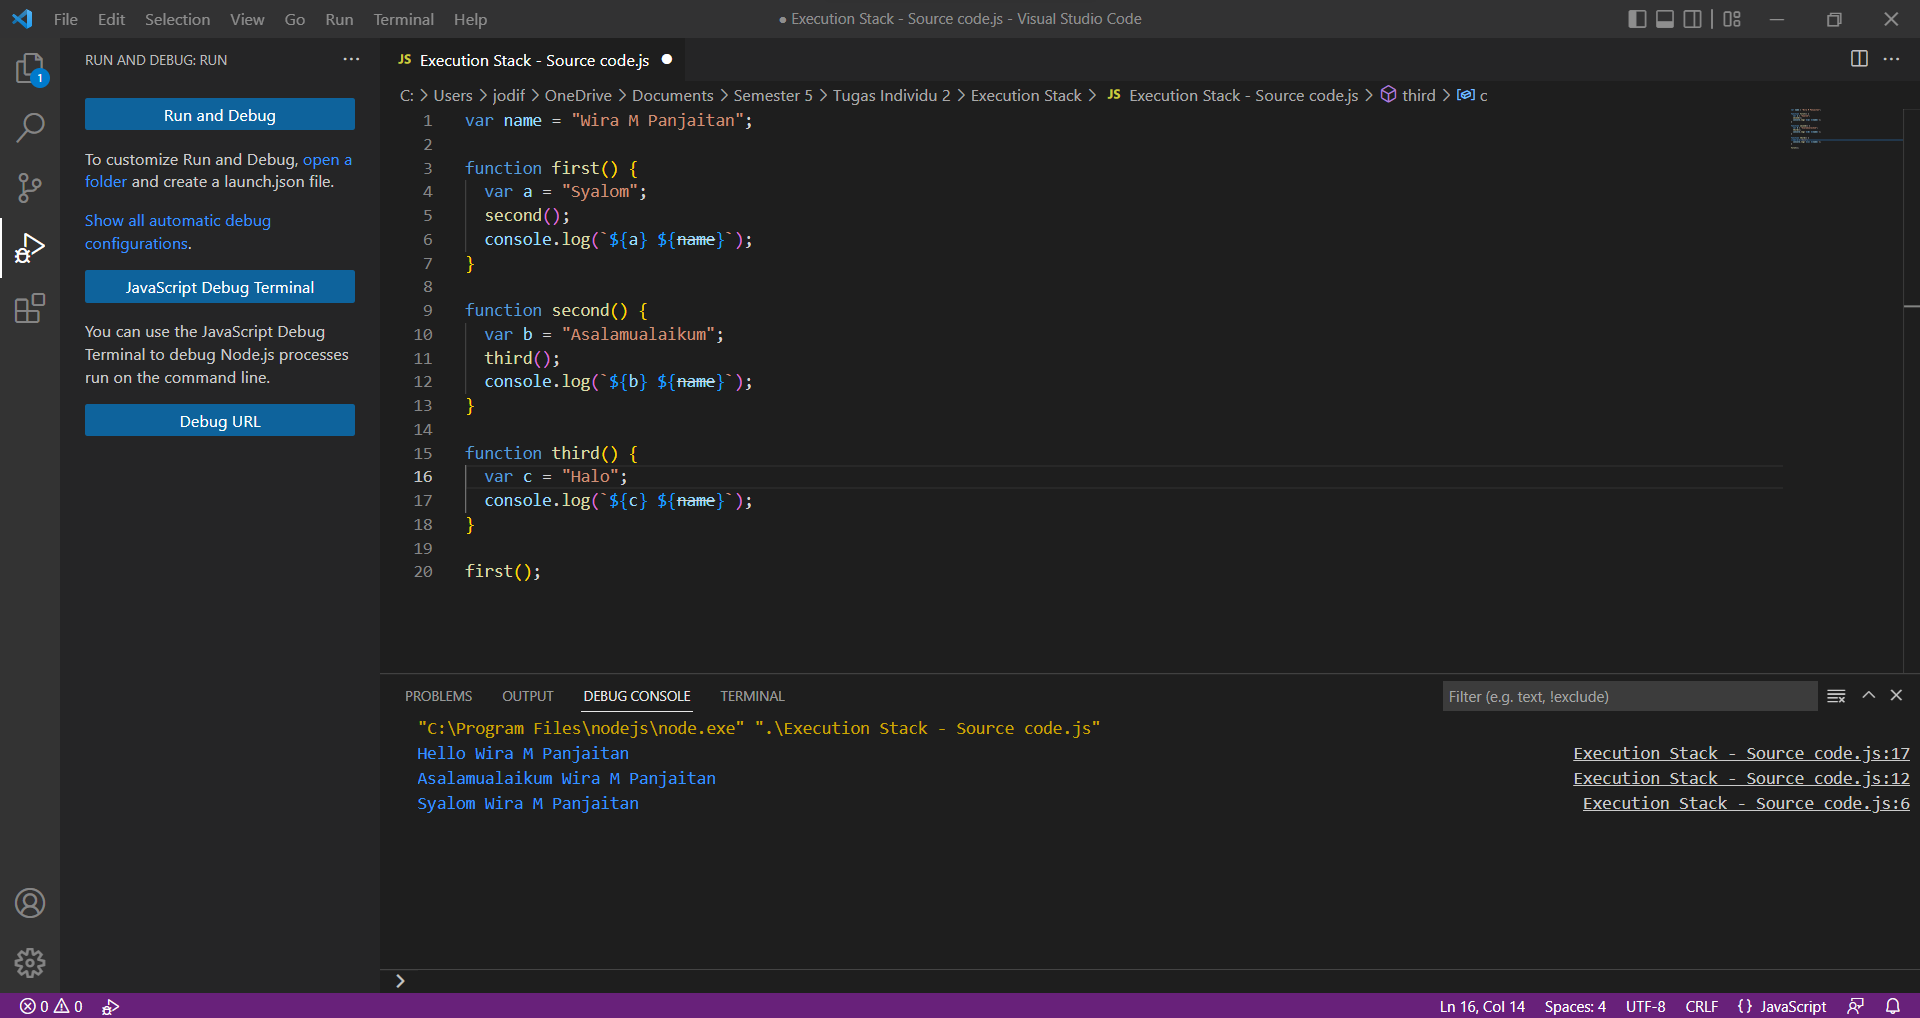 File Edit Selection View Go Run Terminal Help
● Execution Stack - Source code.js - Visual Studio Code
RUN AND DEBUG: RUN
1
Run and Debug
To customize Run and Debug, open a
folder and create a launch.json file.
Show all automatic debug
configurations.
JavaScript Debug Terminal
You can use the JavaScript Debug
Terminal to debug Node.js processes
run on the command line.
Debug URL
JS Execution Stack - Source code.js ●
C: > Users > jodif > OneDrive > Documents > Semester 5 > Tugas Individu 2 > Execution Stack > JS Execution Stack - Source code.js > third > c
1 var name = "Wira M Panjaitan";
2
3 function first() {
4 var a = "Syalom";
5 second();
6 console.log(`${a} ${name}`);
7 }
8
9 function second() {
10 var b = "Asalamualaikum";
11 third();
12 console.log(`${b} ${name}`);
13 }
14
15 function third() {
16 var c = "Halo";
17 console.log(`${c} ${name}`);
18 }
19
20 first();
PROBLEMS OUTPUT DEBUG CONSOLE TERMINAL
Filter (e.g. text, !exclude)
"C:\Program Files\nodejs\node.exe" ".\Execution Stack - Source code.js"
Hello Wira M Panjaitan Execution Stack - Source code.js:17
Asalamualaikum Wira M Panjaitan Execution Stack - Source code.js:12
Syalom Wira M Panjaitan Execution Stack - Source code.js:6
>
0 0
Ln 16, Col 14 Spaces: 4 UTF-8 CRLF {} JavaScript